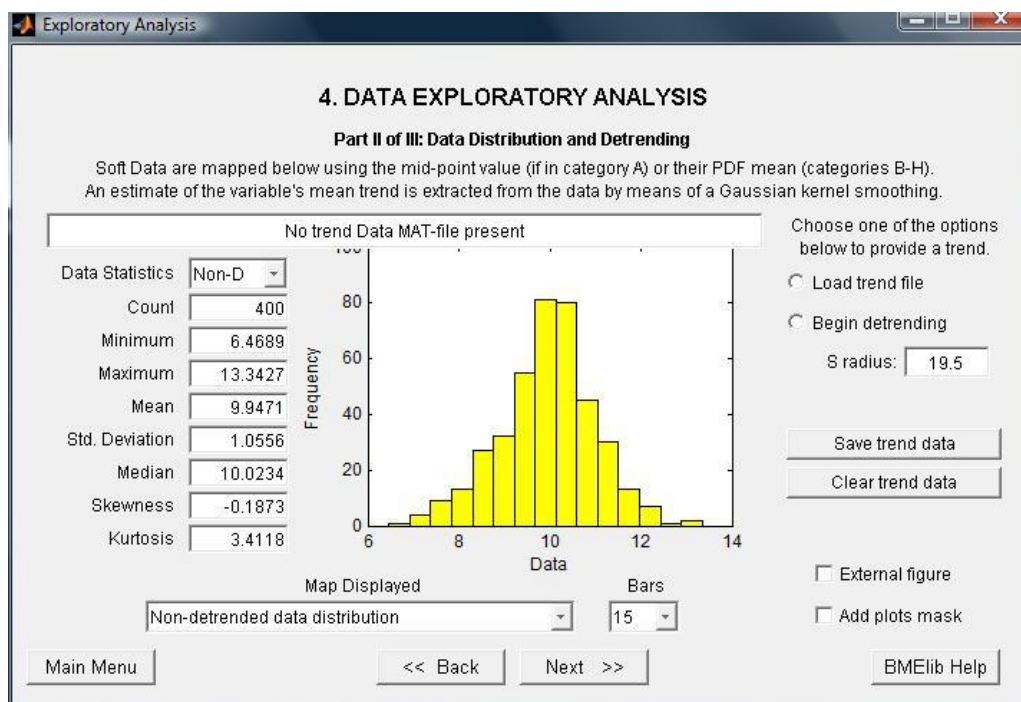 Exploratory Analysis
4. DATA EXPLORATORY ANALYSIS
Part II of III: Data Distribution and Detrending
Soft Data are mapped below using the mid-point value (if in category A) or their PDF mean (categories B-H).
An estimate of the variable's mean trend is extracted from the data by means of a Gaussian kernel smoothing.
No trend Data MAT-file present
Data Statistics Non-D
Count 400
Minimum 6.4689
Maximum 13.3427
Mean 9.9471
Std. Deviation 1.0556
Median 10.0234
Skewness -0.1873
Kurtosis 3.4118
Frequency
100
80
60
40
20
0
6 8 10 12 14
Data
Choose one of the options
below to provide a trend.
Load trend file
Begin detrending
S radius: 19.5
Save trend data
Clear trend data
Map Displayed
Non-detrended data distribution
Bars
15
External figure
Add plots mask
Main Menu
<< Back
Next >>
BMElib Help